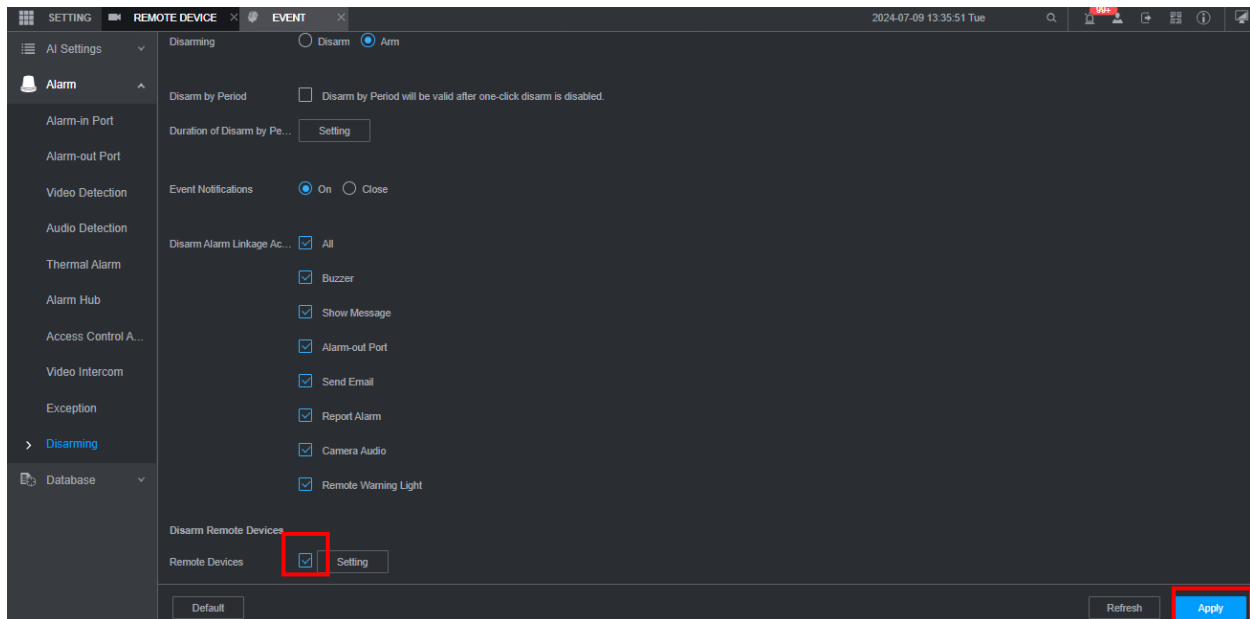 SETTING REMOTE DEVICE EVENT 2024-07-09 13:35:51 Tue 99+
AI Settings
Disarming Disarm Arm
Alarm
Disarm by Period Disarm by Period will be valid after one-click disarm is disabled.
Alarm-in Port
Duration of Disarm by Pe... Setting
Alarm-out Port
Video Detection
Event Notifications On Close
Audio Detection
Disarm Alarm Linkage Ac... All
Thermal Alarm
Buzzer
Alarm Hub
Show Message
Access Control A...
Alarm-out Port
Video Intercom
Send Email
Exception
Report Alarm
Disarming
Camera Audio
Database
Remote Warning Light
Disarm Remote Devices
Remote Devices Setting
Default Refresh Apply